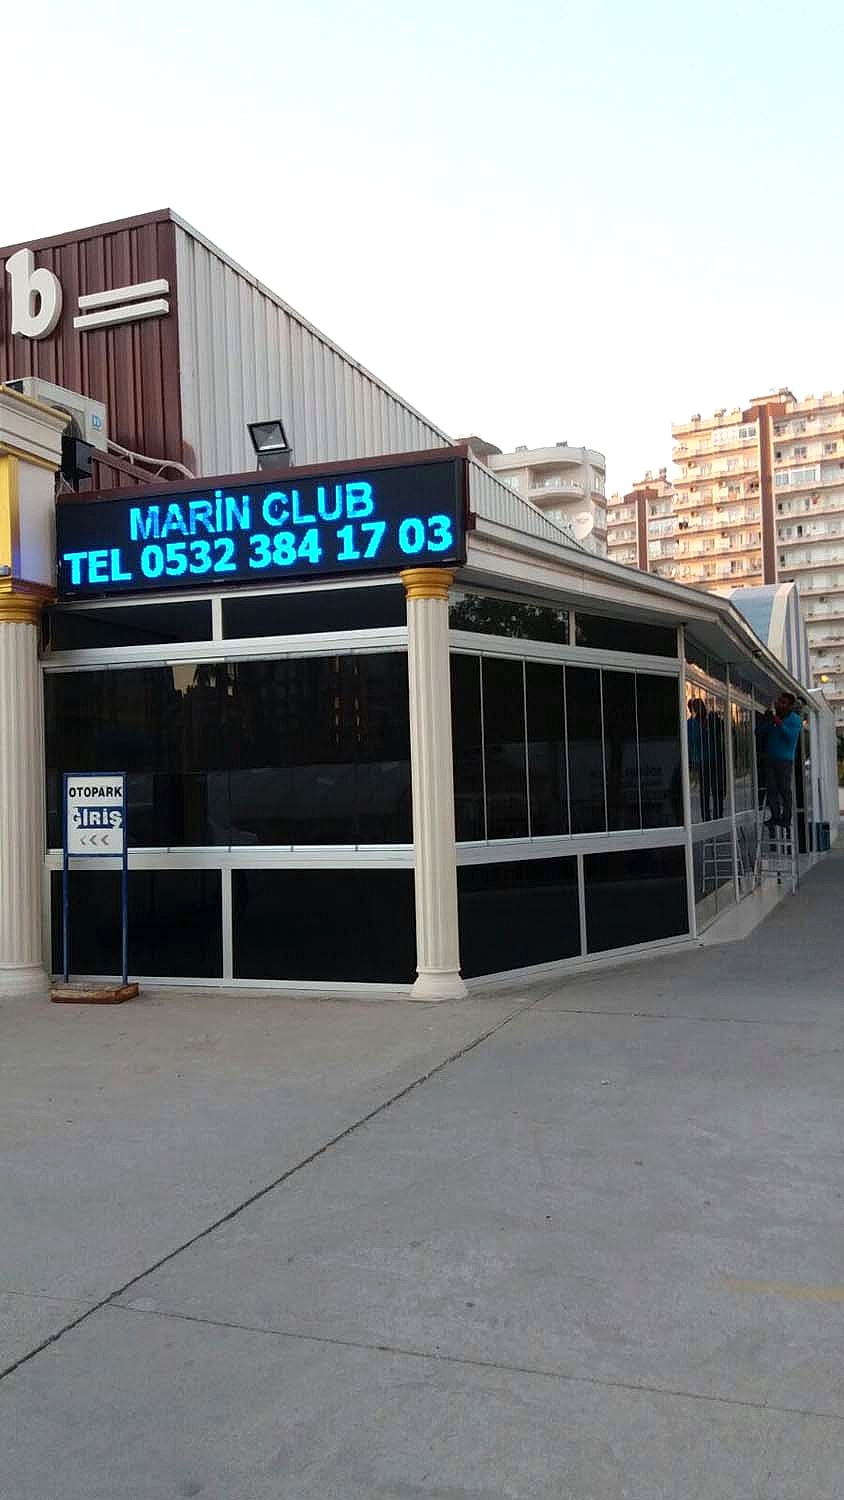 b
MARİN CLUB
TEL 0532 384 17 03
OTOPARK
GİRİŞ
<<<